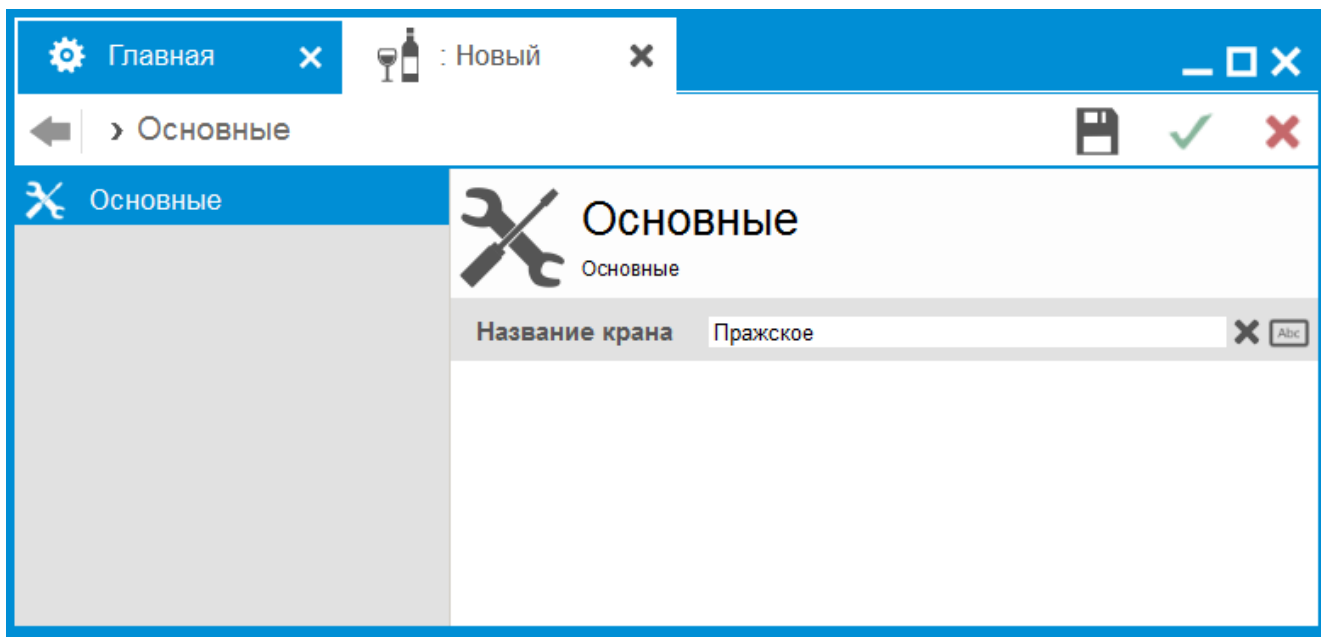 Главная
: Новый
› Основные
Основные
Основные
Основные
Название крана Пражское Abc